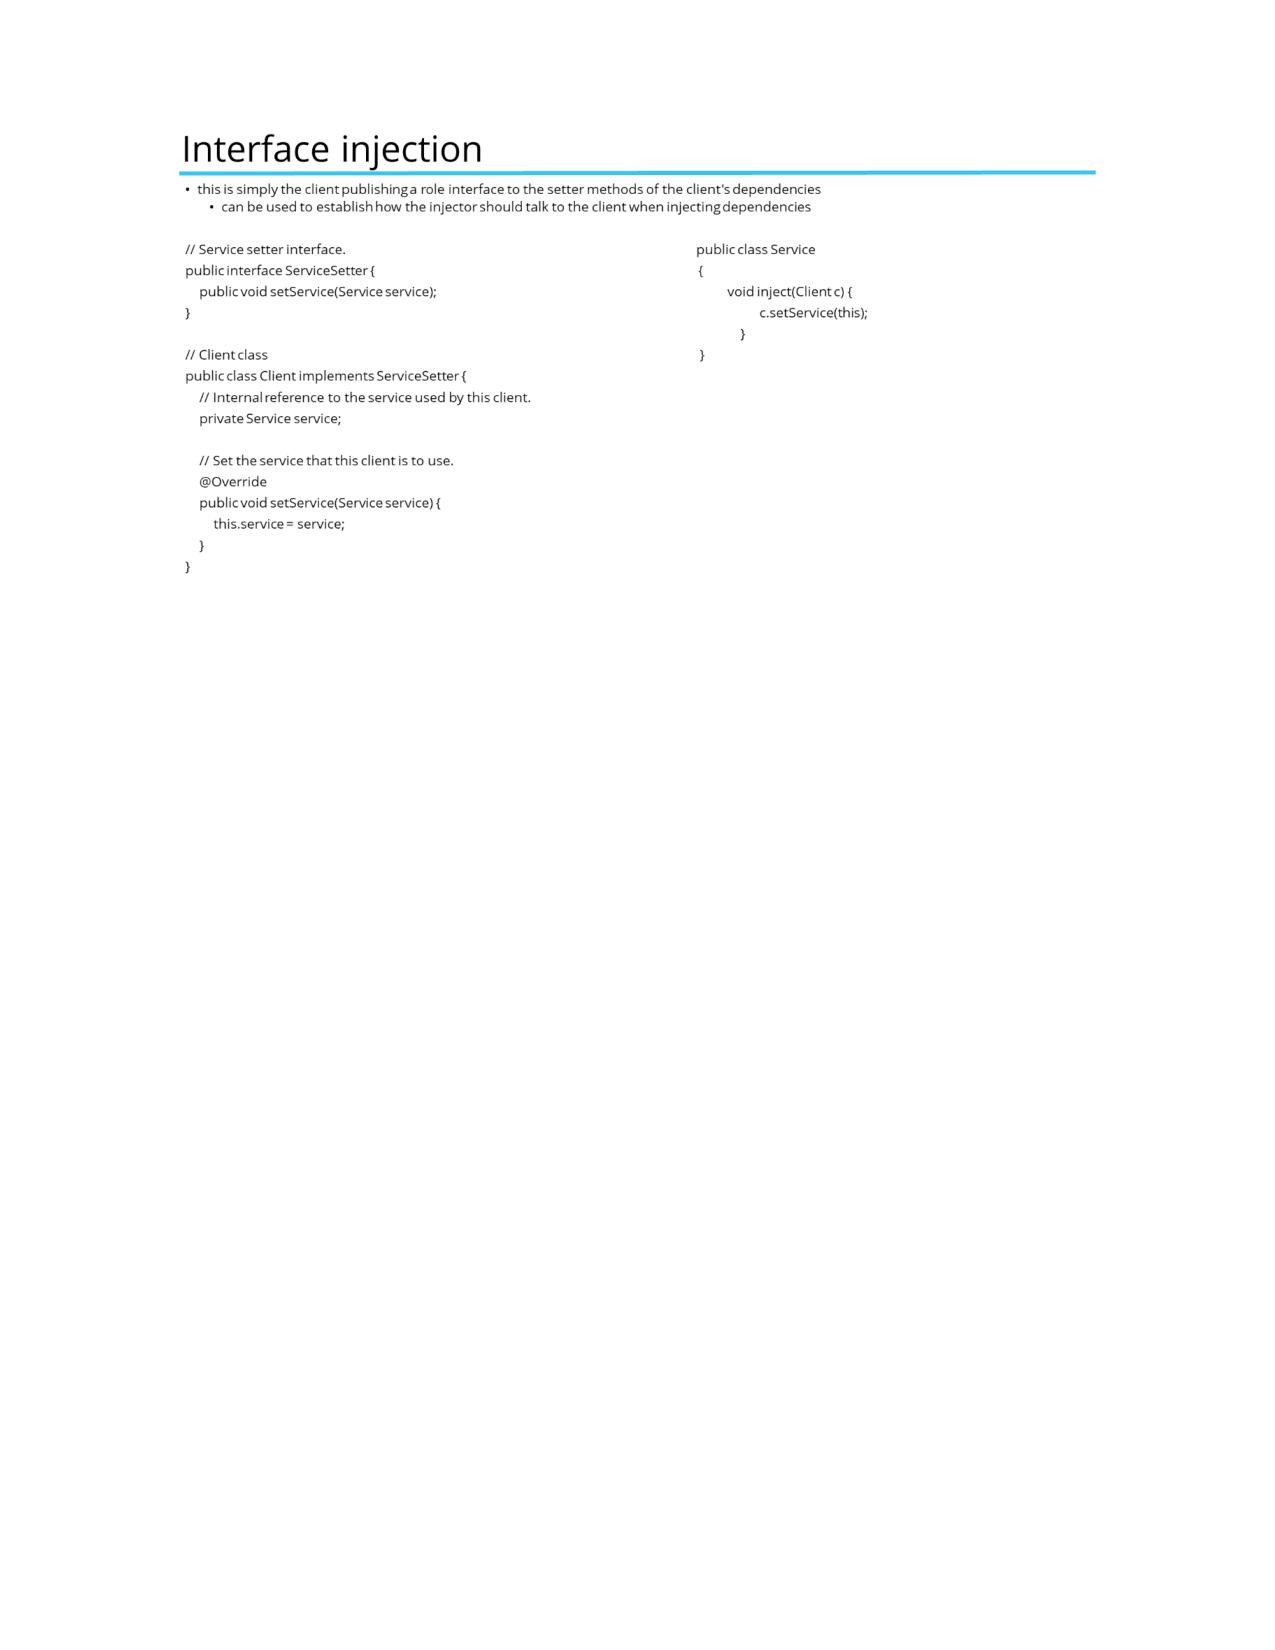 Interface injection
• this is simply the client publishing a role interface to the setter methods of the client's dependencies
• can be used to establish how the injector should talk to the client when injecting dependencies
// Service setter interface.
public interface ServiceSetter {
public void setService(Service service);
}
// Client class
public class Client implements ServiceSetter {
// Internal reference to the service used by this client.
private Service service;
// Set the service that this client is to use.
@Override
public void setService(Service service) {
this.service = service;
}
}
public class Service
{
void inject(Client c) {
c.setService(this);
}
}